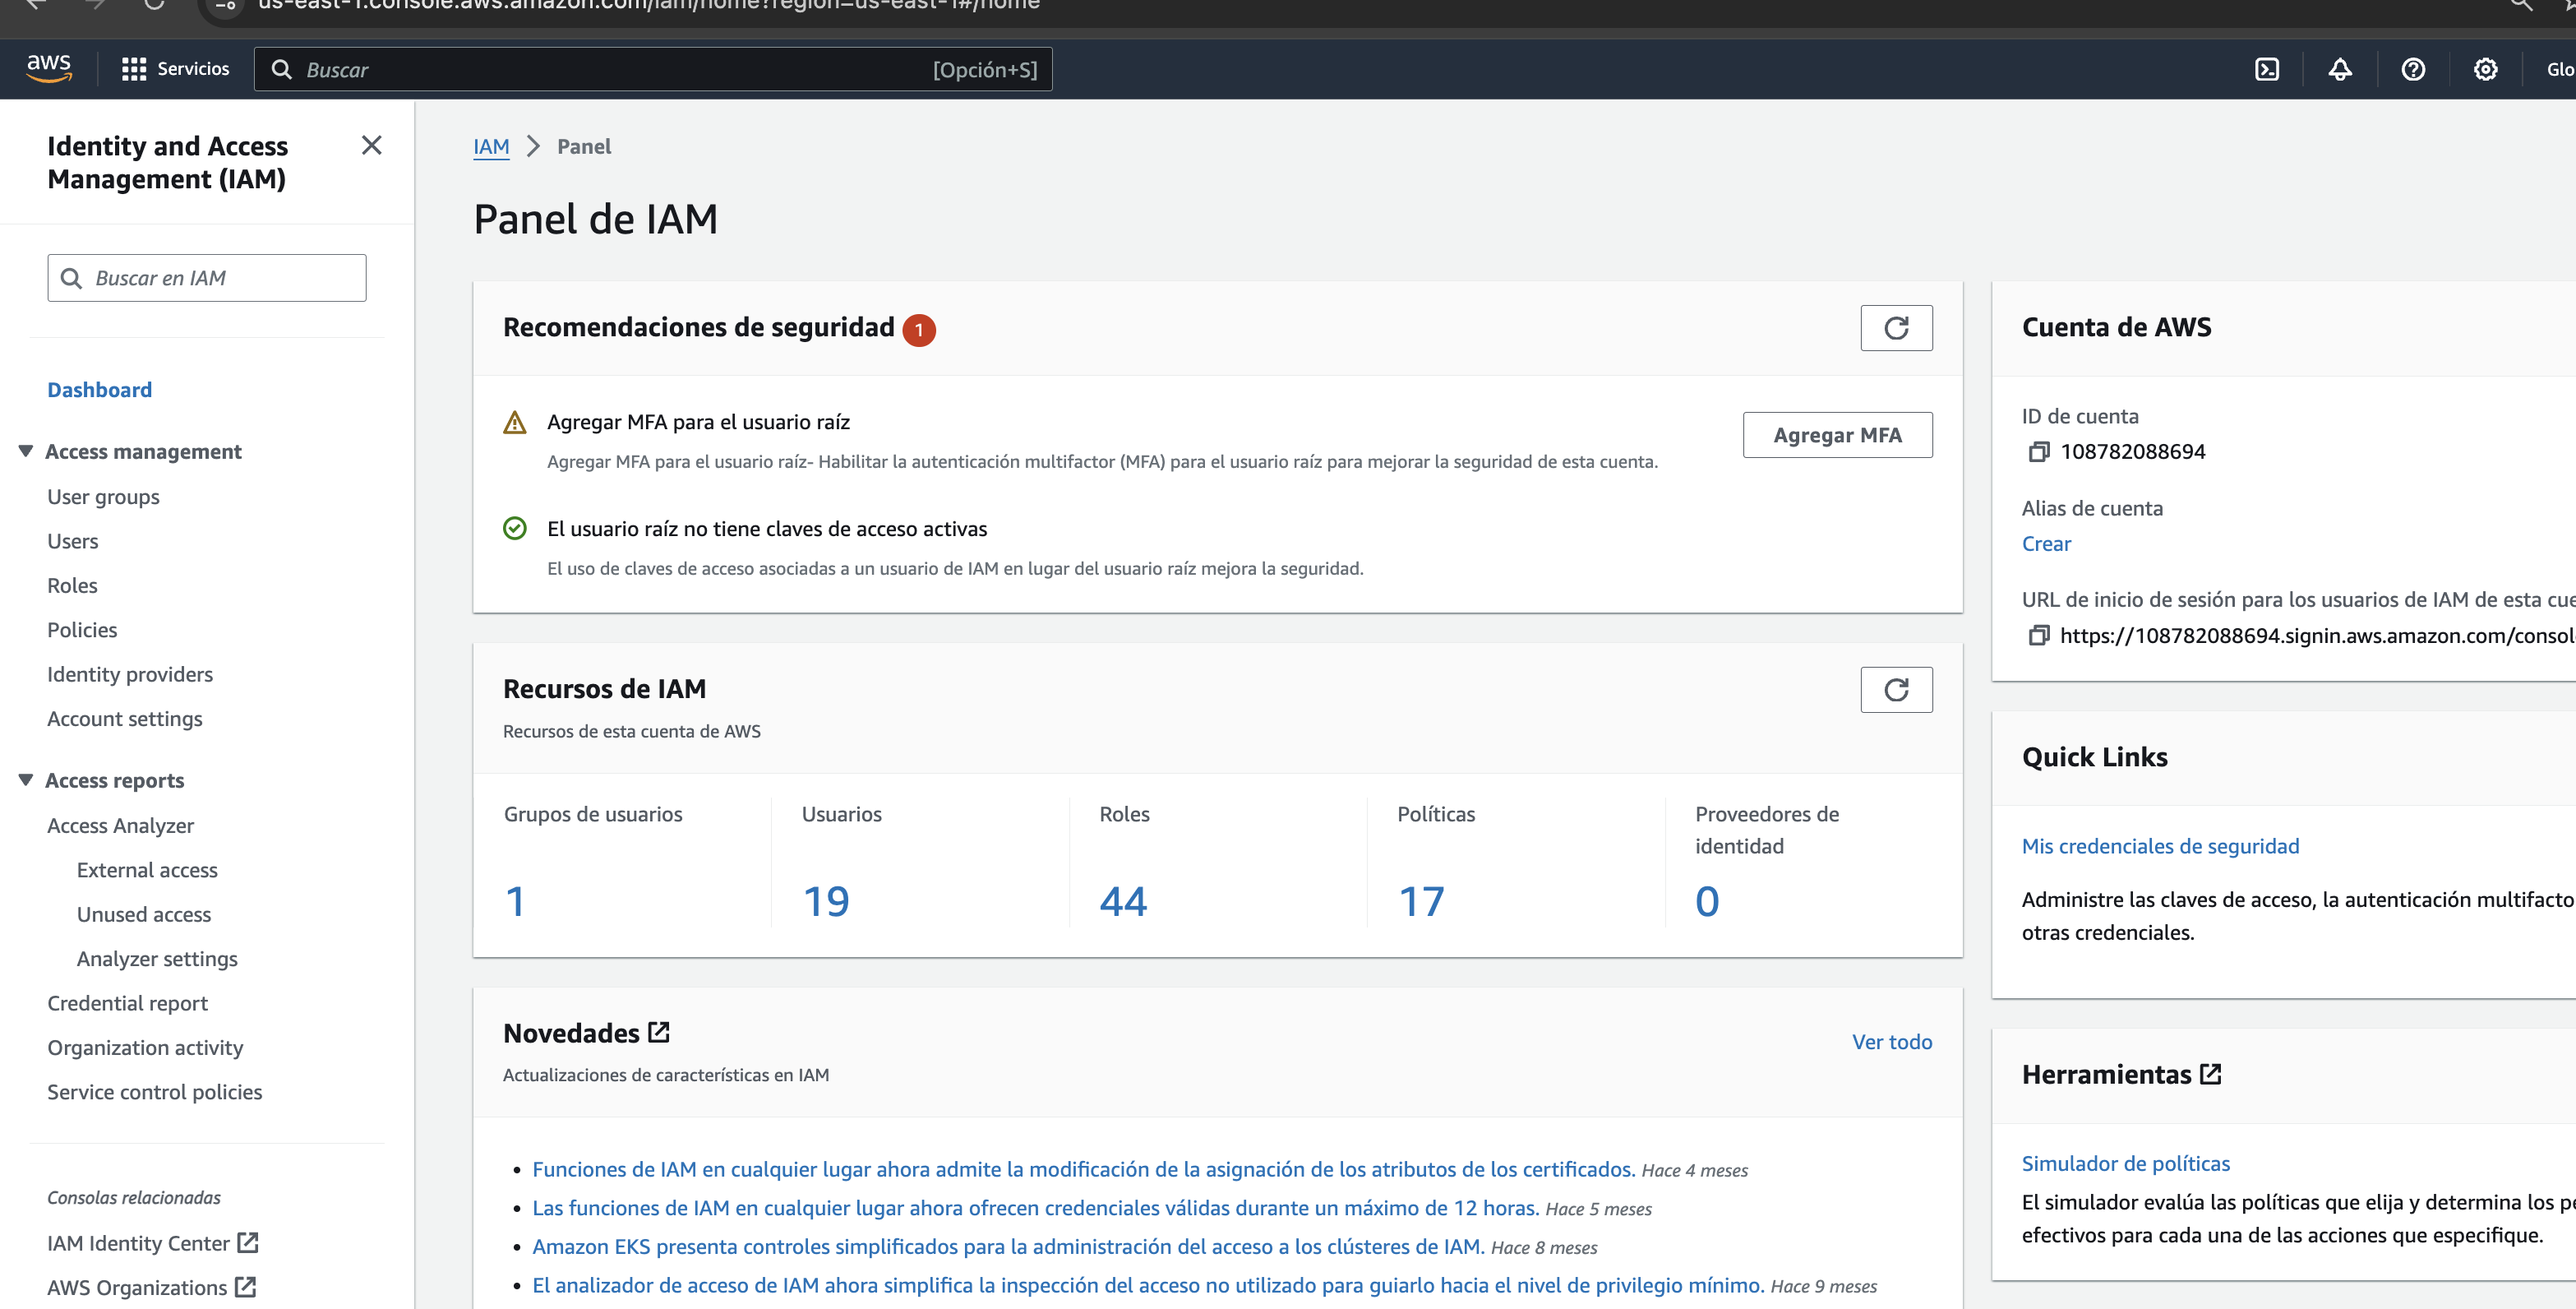 us-east-1.console.aws.amazon.com/iam/home?region=us-east-1#/home
aws
Servicios
Buscar
[Opción+S]
Glo
Identity and Access
Management (IAM)
Buscar en IAM
Dashboard
Access management
User groups
Users
Roles
Policies
Identity providers
Account settings
Access reports
Access Analyzer
External access
Unused access
Analyzer settings
Credential report
Organization activity
Service control policies
Consolas relacionadas
IAM Identity Center
AWS Organizations
IAM
Panel
Panel de IAM
Recomendaciones de seguridad 1
Agregar MFA para el usuario raíz
Agregar MFA para el usuario raíz- Habilitar la autenticación multifactor (MFA) para el usuario raíz para mejorar la seguridad de esta cuenta.
Agregar MFA
El usuario raíz no tiene claves de acceso activas
El uso de claves de acceso asociadas a un usuario de IAM en lugar del usuario raíz mejora la seguridad.
Recursos de IAM
Recursos de esta cuenta de AWS
Grupos de usuarios
1
Usuarios
19
Roles
44
Políticas
17
Proveedores de
identidad
0
Novedades
Ver todo
Actualizaciones de características en IAM
Funciones de IAM en cualquier lugar ahora admite la modificación de la asignación de los atributos de los certificados. Hace 4 meses
Las funciones de IAM en cualquier lugar ahora ofrecen credenciales válidas durante un máximo de 12 horas. Hace 5 meses
Amazon EKS presenta controles simplificados para la administración del acceso a los clústeres de IAM. Hace 8 meses
El analizador de acceso de IAM ahora simplifica la inspección del acceso no utilizado para guiarlo hacia el nivel de privilegio mínimo. Hace 9 meses
Cuenta de AWS
ID de cuenta
108782088694
Alias de cuenta
Crear
URL de inicio de sesión para los usuarios de IAM de esta cue
https://108782088694.signin.aws.amazon.com/consol
Quick Links
Mis credenciales de seguridad
Administre las claves de acceso, la autenticación multifacto
otras credenciales.
Herramientas
Simulador de políticas
El simulador evalúa las políticas que elija y determina los pe
efectivos para cada una de las acciones que especifique.